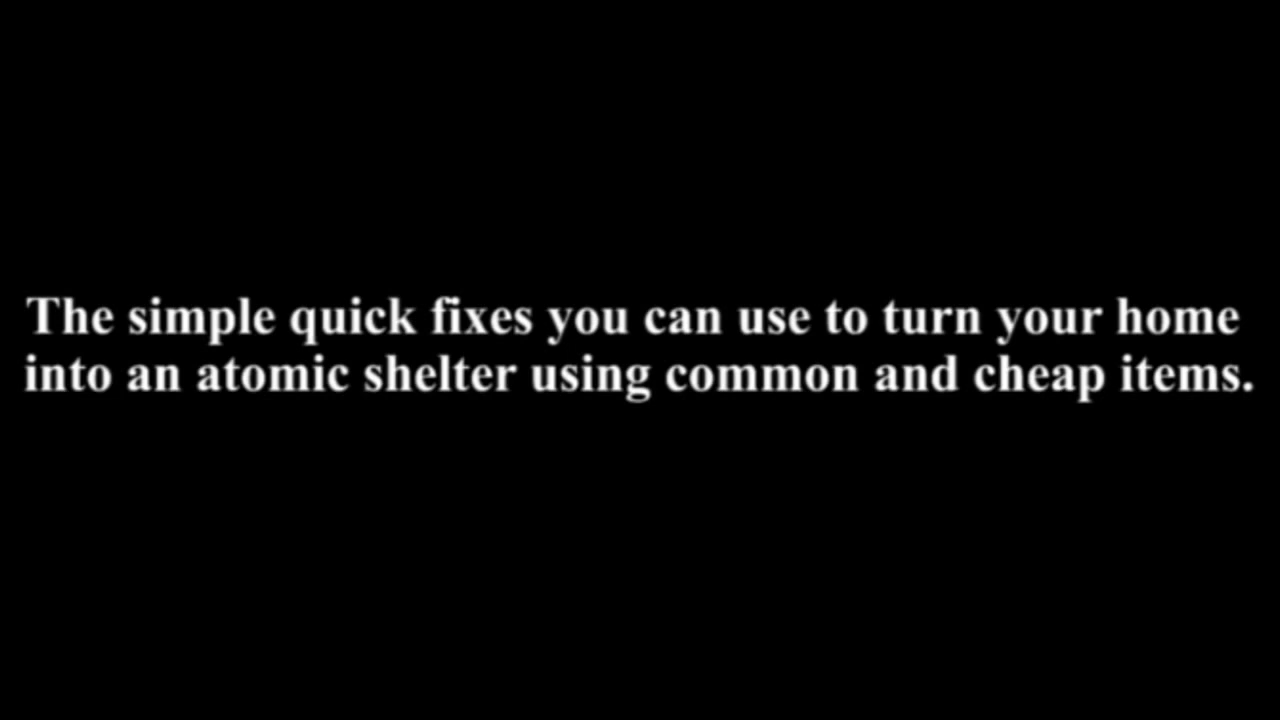 The simple quick fixes you can use to turn your home
into an atomic shelter using common and cheap items.